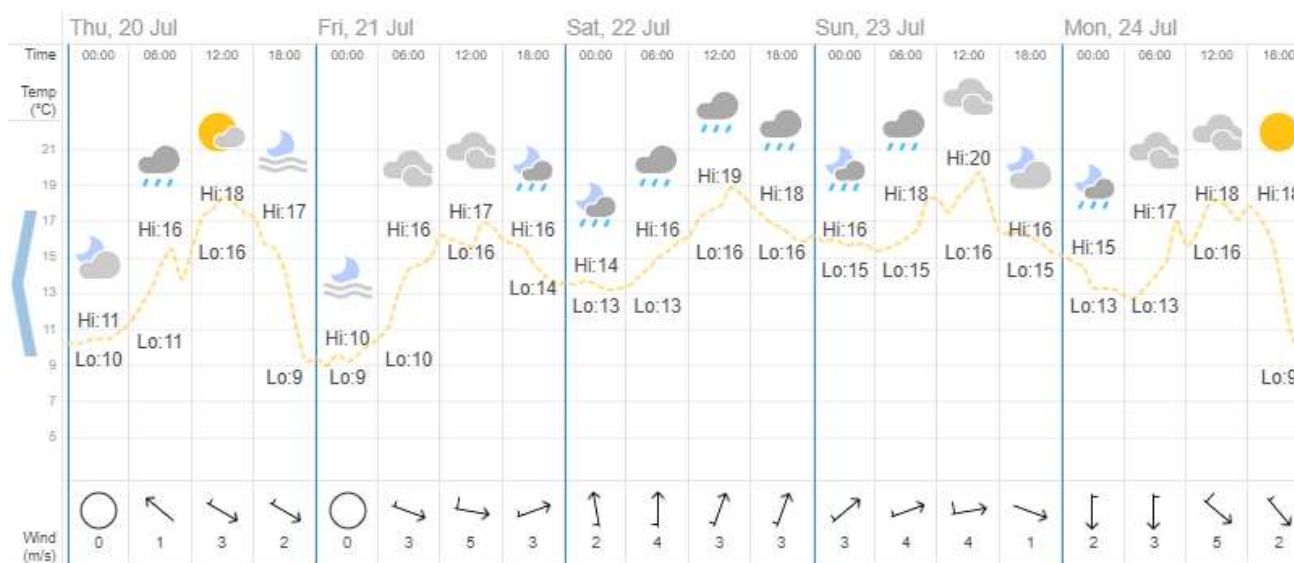 Thu, 20 Jul Fri, 21 Jul Sat, 22 Jul Sun, 23 Jul Mon, 24 Jul
Time 00:00 06:00 12:00 18:00 00:00 06:00 12:00 18:00 00:00 06:00 12:00 18:00 00:00 06:00 12:00 18:00 00:00 06:00 12:00 18:00
Temp
(°C)
21
19
17
15
13
11
9
7
5
Hi:11 Hi:16 Hi:18 Hi:17 Hi:10 Hi:16 Hi:17 Hi:16 Hi:14 Hi:16 Hi:19 Hi:18 Hi:16 Hi:18 Hi:20 Hi:16 Hi:15 Hi:17 Hi:18 Hi:18
Lo:10 Lo:11 Lo:16 Lo:9 Lo:9 Lo:10 Lo:16 Lo:14 Lo:13 Lo:13 Lo:16 Lo:16 Lo:15 Lo:15 Lo:16 Lo:15 Lo:13 Lo:13 Lo:16 Lo:9
Wind 0 1 3 2 0 3 5 3 2 4 3 3 3 4 4 1 2 3 5 2
(m/s)